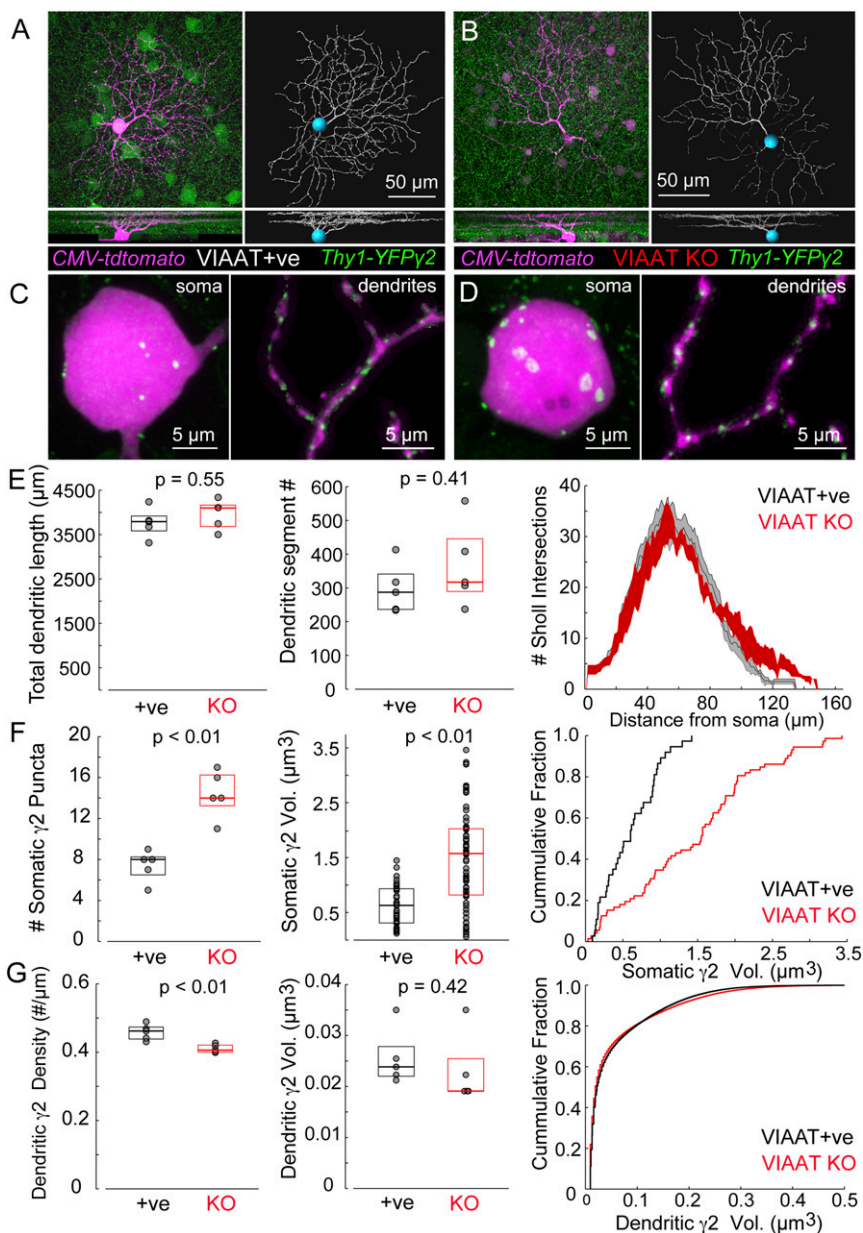 A
B
50 µm
50 µm
CMV-tdtomato VIAAT+ve Thy1-YFPγ2
CMV-tdtomato VIAAT KO Thy1-YFPγ2
C soma dendrites
D soma dendrites
5 µm 5 µm
5 µm 5 µm
E
p = 0.55
Total dendritic length (µm)
4500
3500
2500
1500
500
+ve KO
p = 0.41
Dendritic segment #
600
500
400
300
200
100
0
+ve KO
VIAAT+ve
VIAAT KO
# Sholl Intersections
40
30
20
10
0
0 40 80 120 160
Distance from soma (µm)
F
p < 0.01
# Somatic γ2 Puncta
20
16
12
8
4
0
+ve KO
p < 0.01
Somatic γ2 Vol. (µm3)
3.5
2.5
1.5
0.5
+ve KO
Cummulative Fraction
1.0
0.8
0.6
0.4
0.2
0
VIAAT+ve
VIAAT KO
0 0.5 1.5 2.5 3.5
Somatic γ2 Vol. (µm3)
G
p < 0.01
Dendritic γ2 Density (#/µm)
0.6
0.4
0.2
0
+ve KO
p = 0.42
Dendritic γ2 Vol. (µm3)
0.04
0.03
0.02
0.01
0
+ve KO
Cummulative Fraction
1.0
0.8
0.6
0.4
0.2
0
VIAAT+ve
VIAAT KO
0 0.1 0.2 0.3 0.4 0.5
Dendritic γ2 Vol. (µm3)